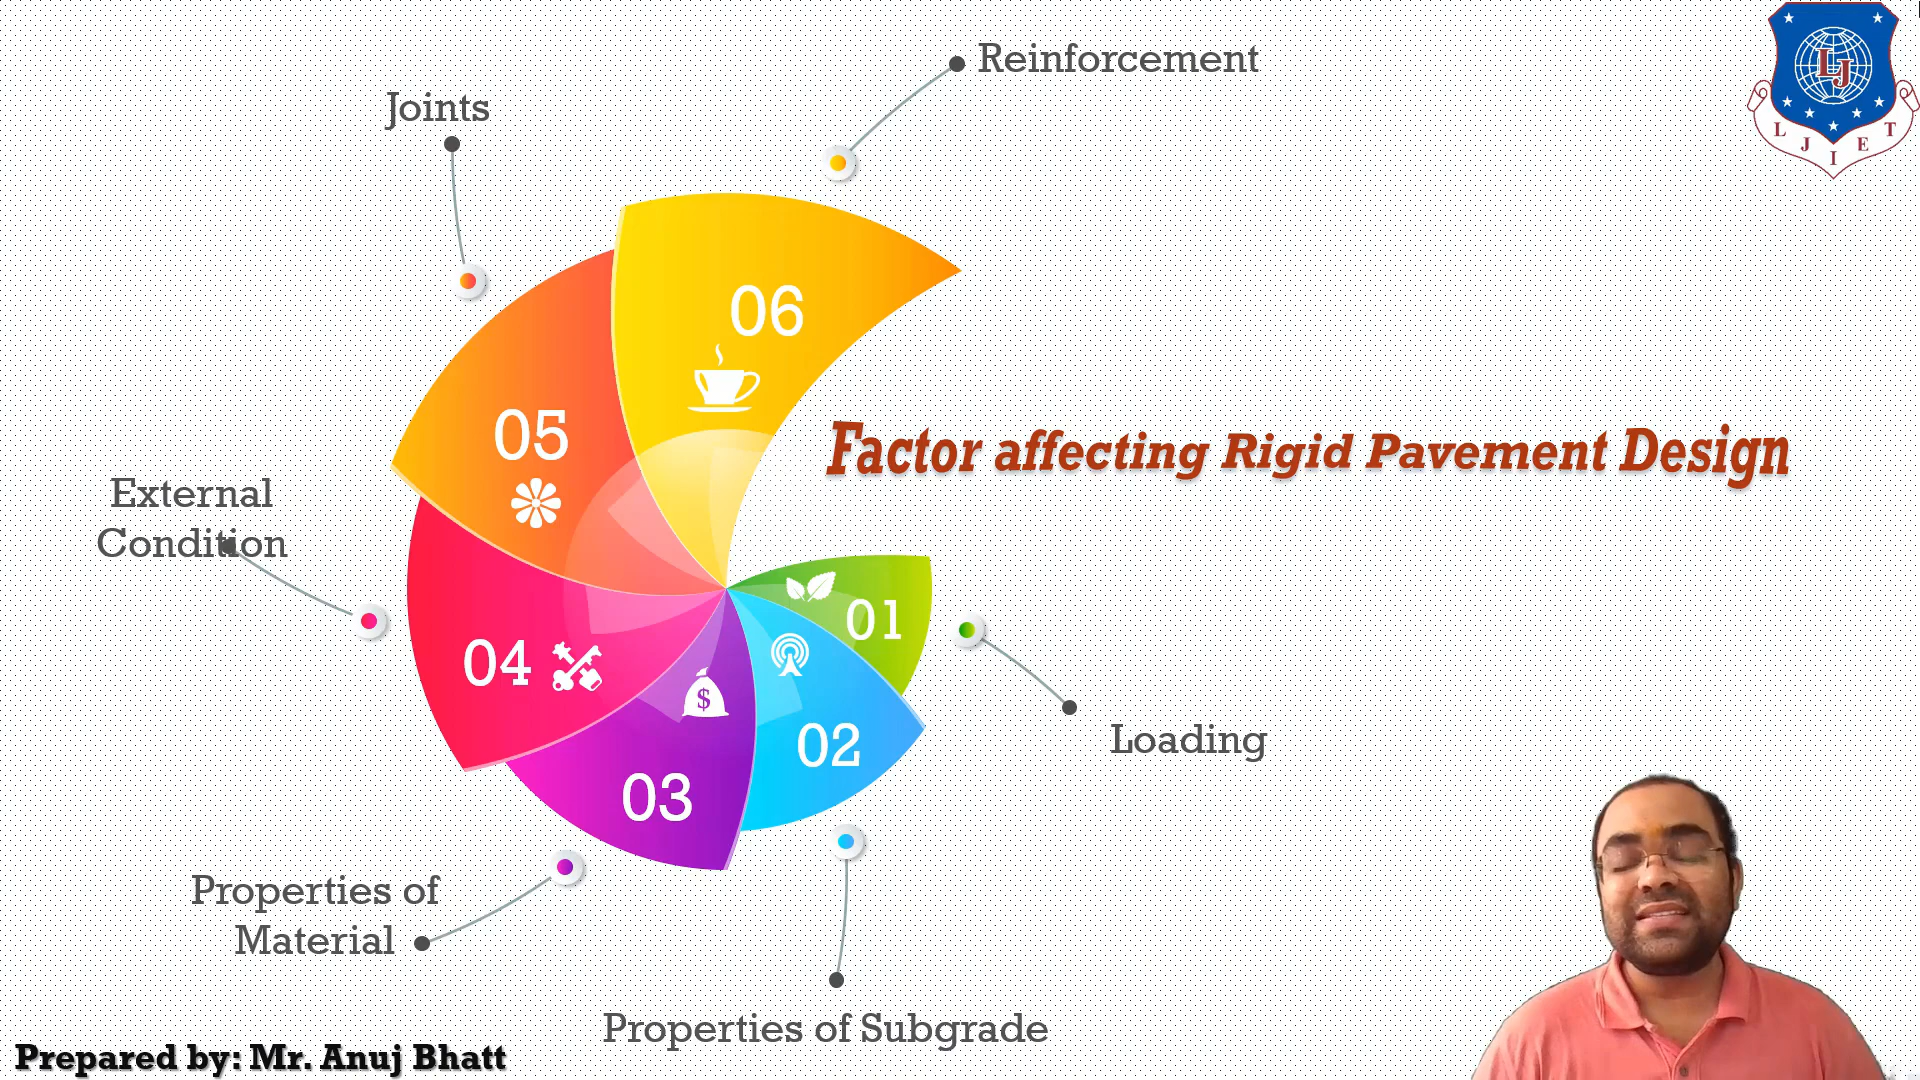 Reinforcement
Joints
06
05
Factor affecting Rigid Pavement Design
External
Condition
01
04
$
02
03
Loading
Properties of
Material
Properties of Subgrade
Prepared by: Mr. Anuj Bhatt
LJ
L J I E T